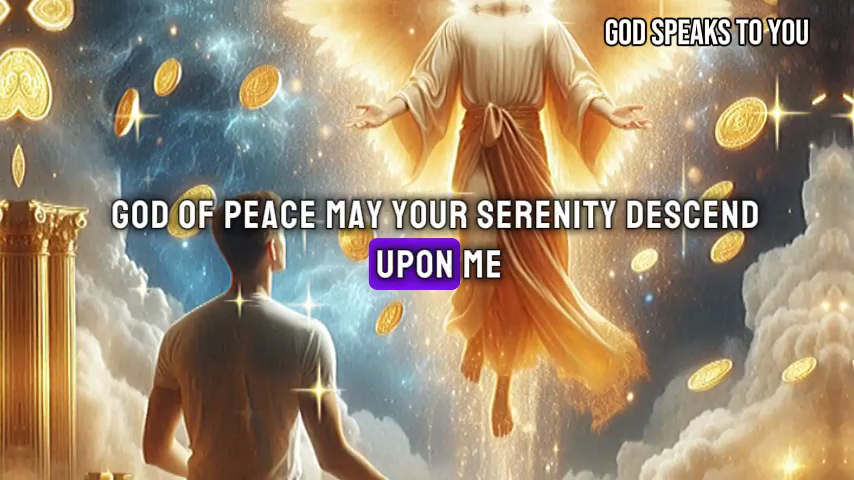 GOD SPEAKS TO YOU
GOD OF PEACE MAY YOUR SERENITY DESCEND
UPON ME